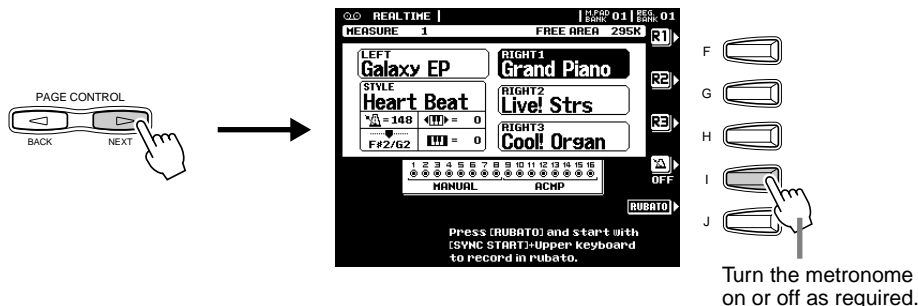 PAGE CONTROL
BACK NEXT
REALTIME M.PAD BANK 01 REG. BANK 01
MEASURE 1 FREE AREA 295K
R1
LEFT
Galaxy EP
RIGHT1
Grand Piano
R2
STYLE
Heart Beat
RIGHT2
Live! Strs
=148 = 0
R3
RIGHT3
Cool! Organ
F#2/G2 = 0
1 2 3 4 5 6 7 8 9 10 11 12 13 14 15 16
MANUAL ACMP
OFF
RUBATO
Press [RUBATO] and start with
[SYNC START]+Upper keyboard
to record in rubato.
F
G
H
I
J
Turn the metronome
on or off as required.